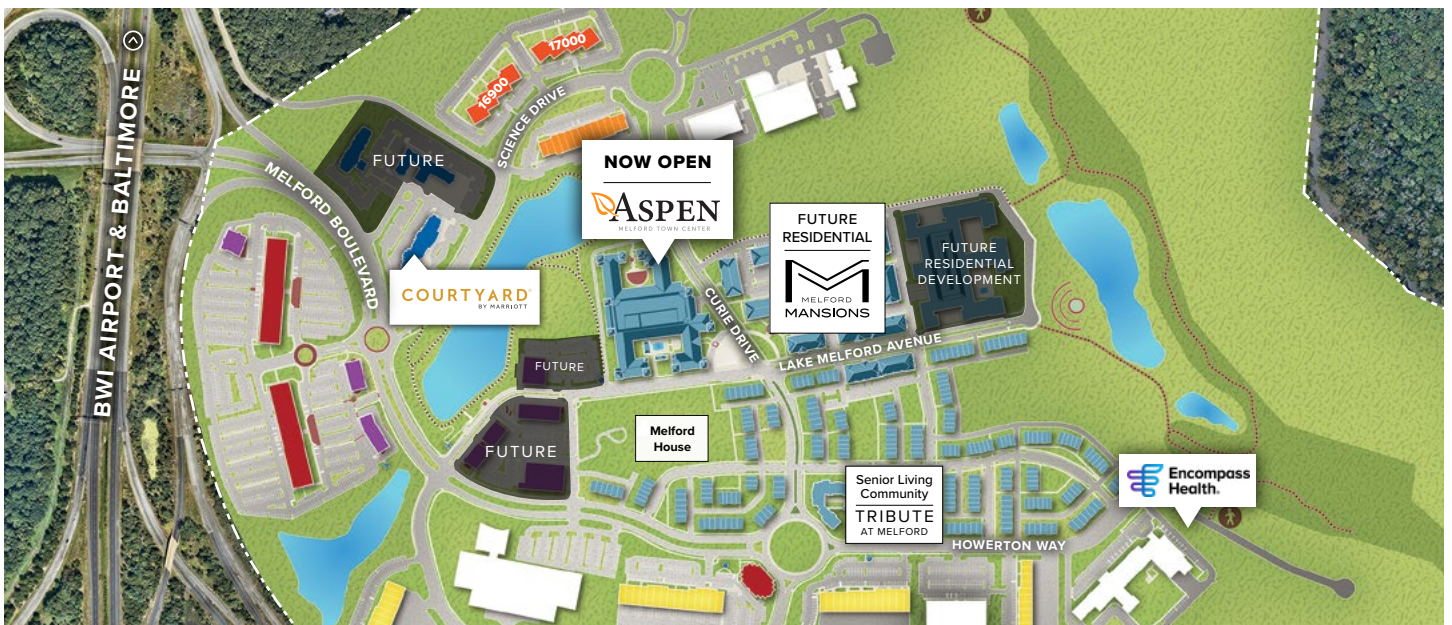 17000
16900
SCIENCE DRIVE
FUTURE
BWI AIRPORT & BALTIMORE
MELFORD BOULEVARD
NOW OPEN
ASPEN
MELFORD TOWN CENTER
COURTYARD®
BY MARRIOTT
CURIE DRIVE
FUTURE
RESIDENTIAL
M
MELFORD
MANSIONS
FUTURE
RESIDENTIAL
DEVELOPMENT
LAKE MELFORD AVENUE
FUTURE
FUTURE
Melford
House
Senior Living
Community
TRIBUTE
AT MELFORD
Encompass
Health.
HOWERTON WAY